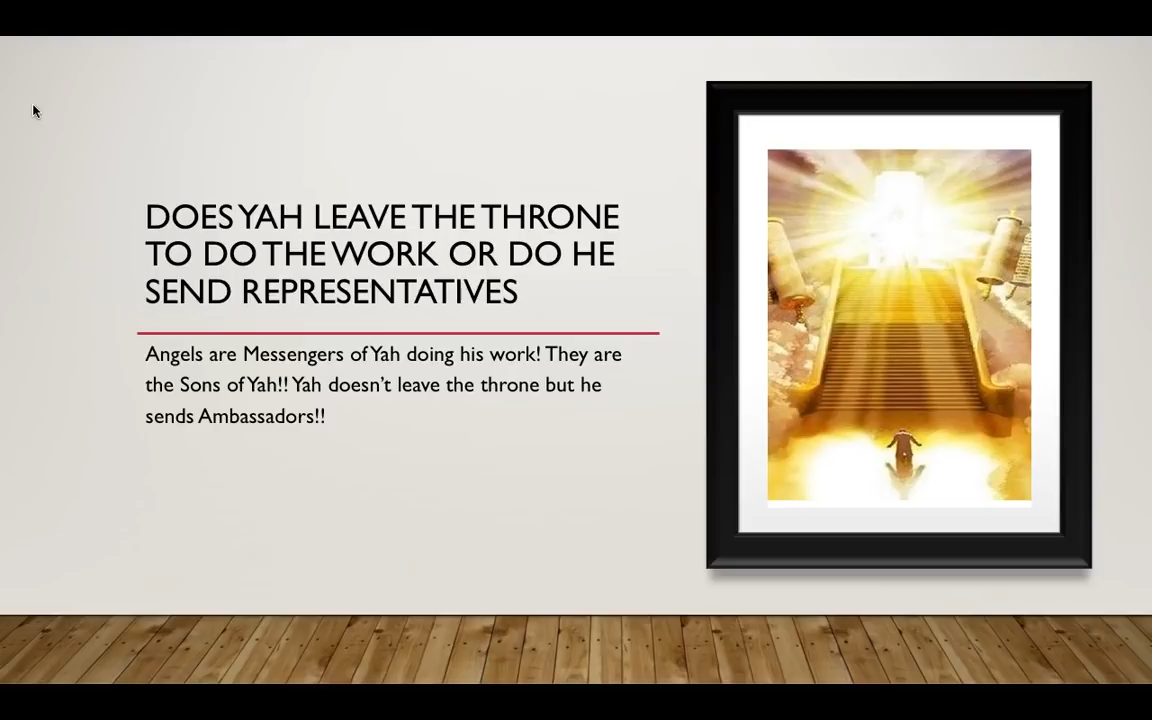 DOES YAH LEAVE THE THRONE
TO DO THE WORK OR DO HE
SEND REPRESENTATIVES
Angels are Messengers of Yah doing his work! They are
the Sons of Yah!! Yah doesn’t leave the throne but he
sends Ambassadors!!